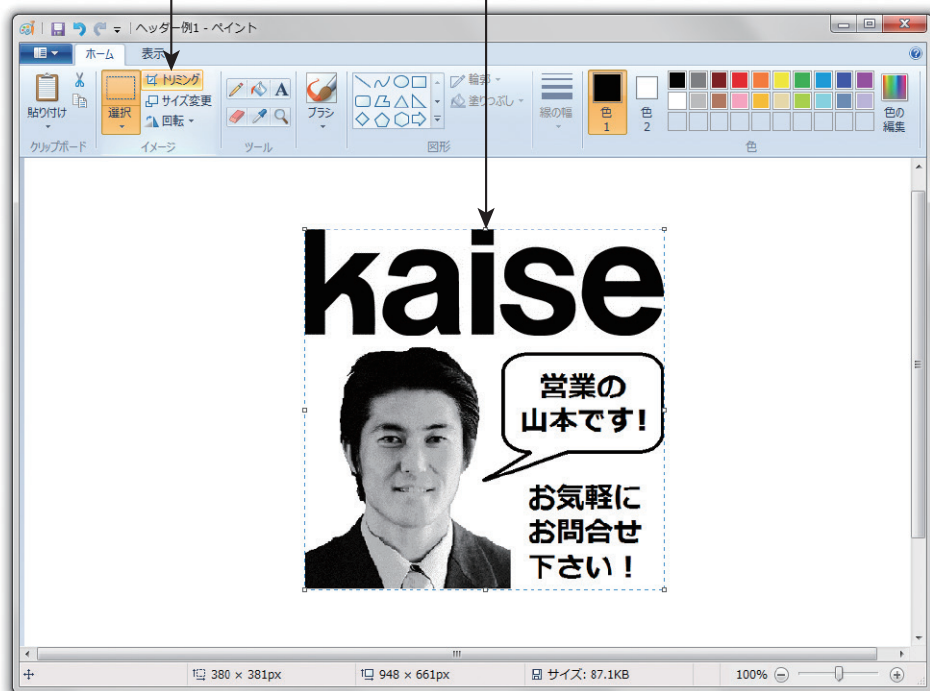 ヘッダー例1 - ペイント
ホーム 表示
貼り付け
選択
トリミング
サイズ変更
回転
A
ブラシ
輪郭
塗りつぶし
線の幅
色
1
色
2
色の
編集
クリップボード イメージ ツール 図形 色
kaise
営業の
山本です!
お気軽に
お問合せ
下さい!
380 × 381px 948 × 661px サイズ: 87.1KB 100%